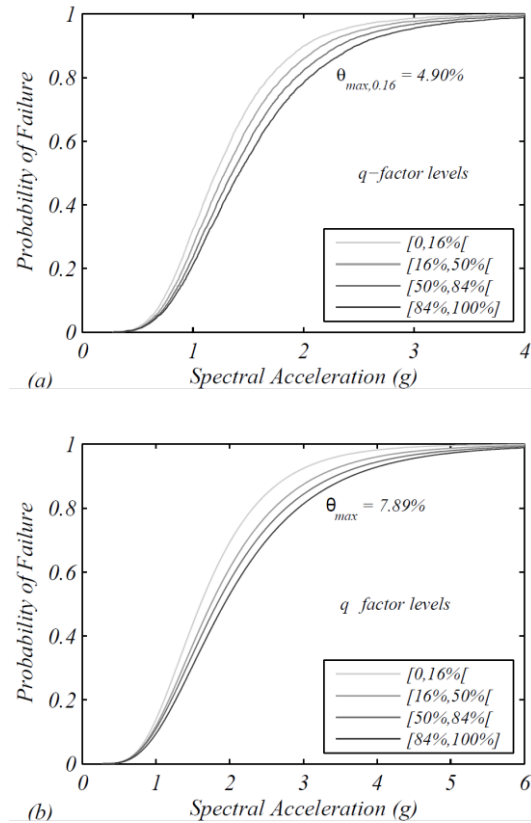 1
0.8
0.6
0.4
0.2
0
Probability of Failure
θmax,0.16 = 4.90%
q−factor levels
[0,16%[
[16%,50%[
[50%,84%[
[84%,100%]
0 1 2 3 4
(a) Spectral Acceleration (g)
1
0.8
0.6
0.4
0.2
0
Probability of Failure
θmax = 7.89%
q factor levels
[0,16%[
[16%,50%[
[50%,84%[
[84%,100%]
0 1 2 3 4 5 6
(b) Spectral Acceleration (g)